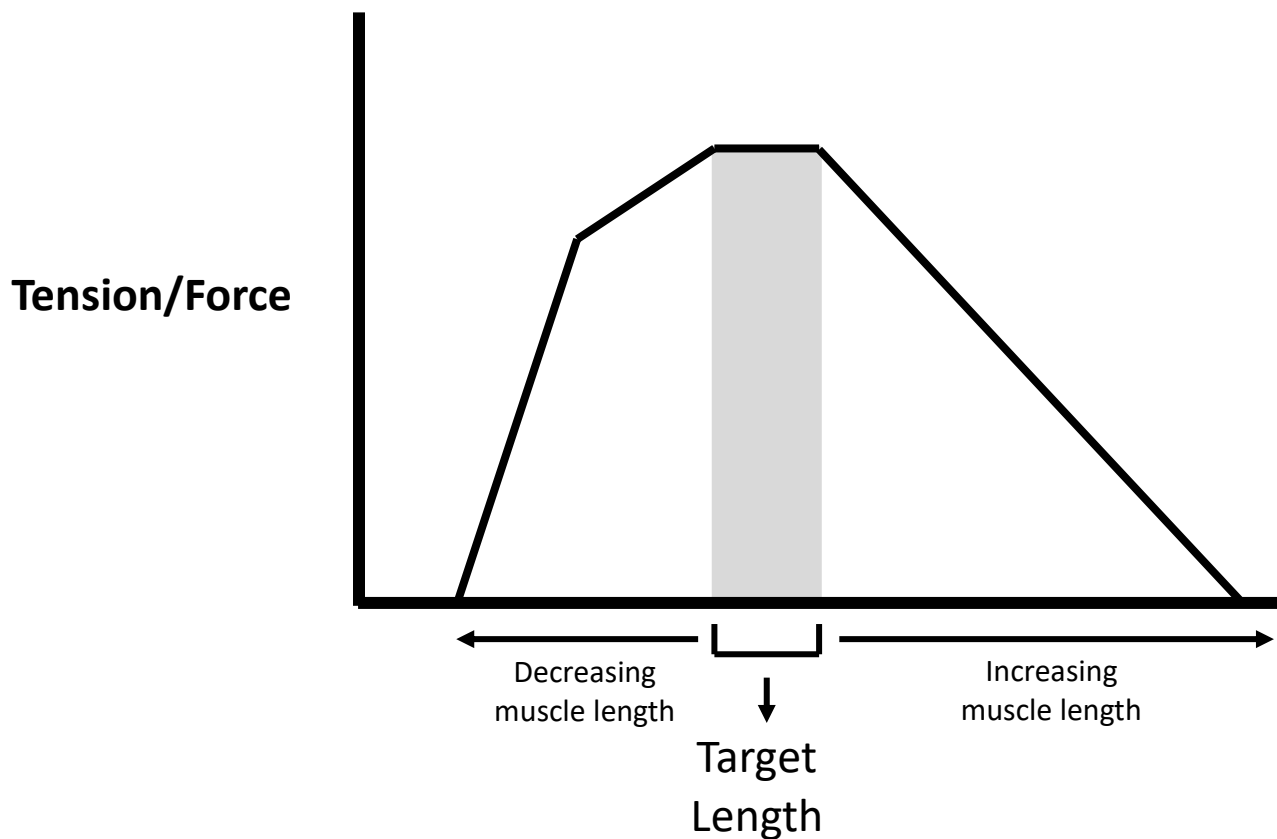 Tension/Force
Decreasing
muscle length
Increasing
muscle length
Target
Length